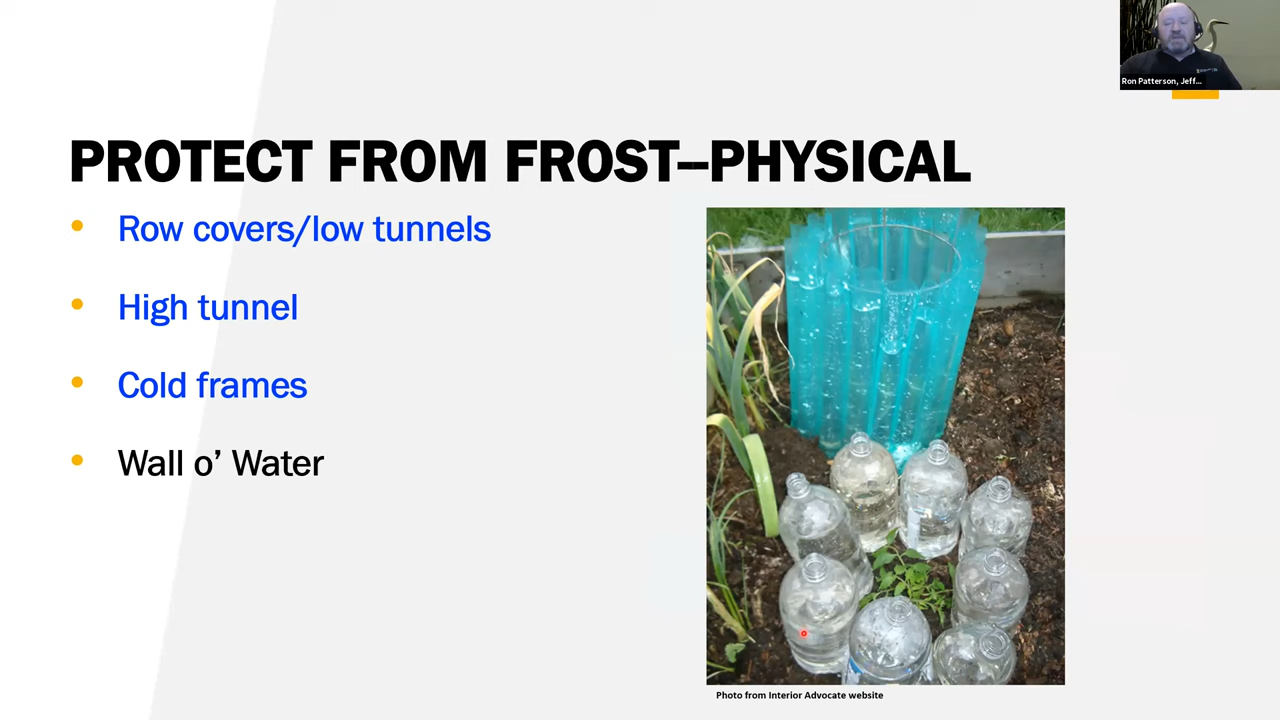 Ron Patterson, Jeff...
PROTECT FROM FROST--PHYSICAL
• Row covers/low tunnels
• High tunnel
• Cold frames
• Wall o’ Water
Photo from Interior Advocate website